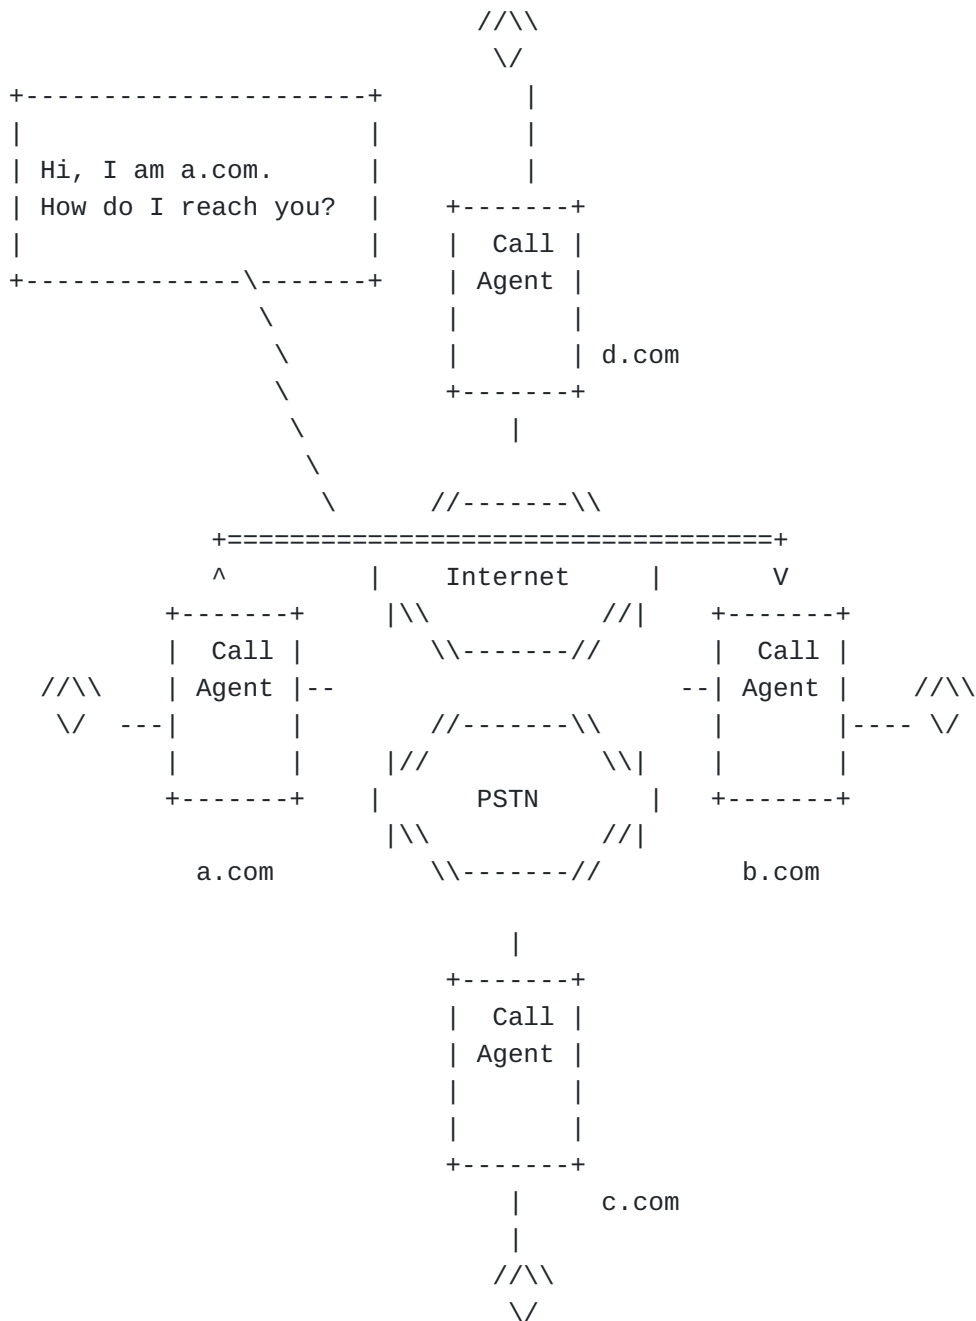 Hi, I am a.com.
How do I reach you?
Call
Agent
d.com
Internet
Call
Agent
Call
Agent
PSTN
a.com
b.com
Call
Agent
c.com